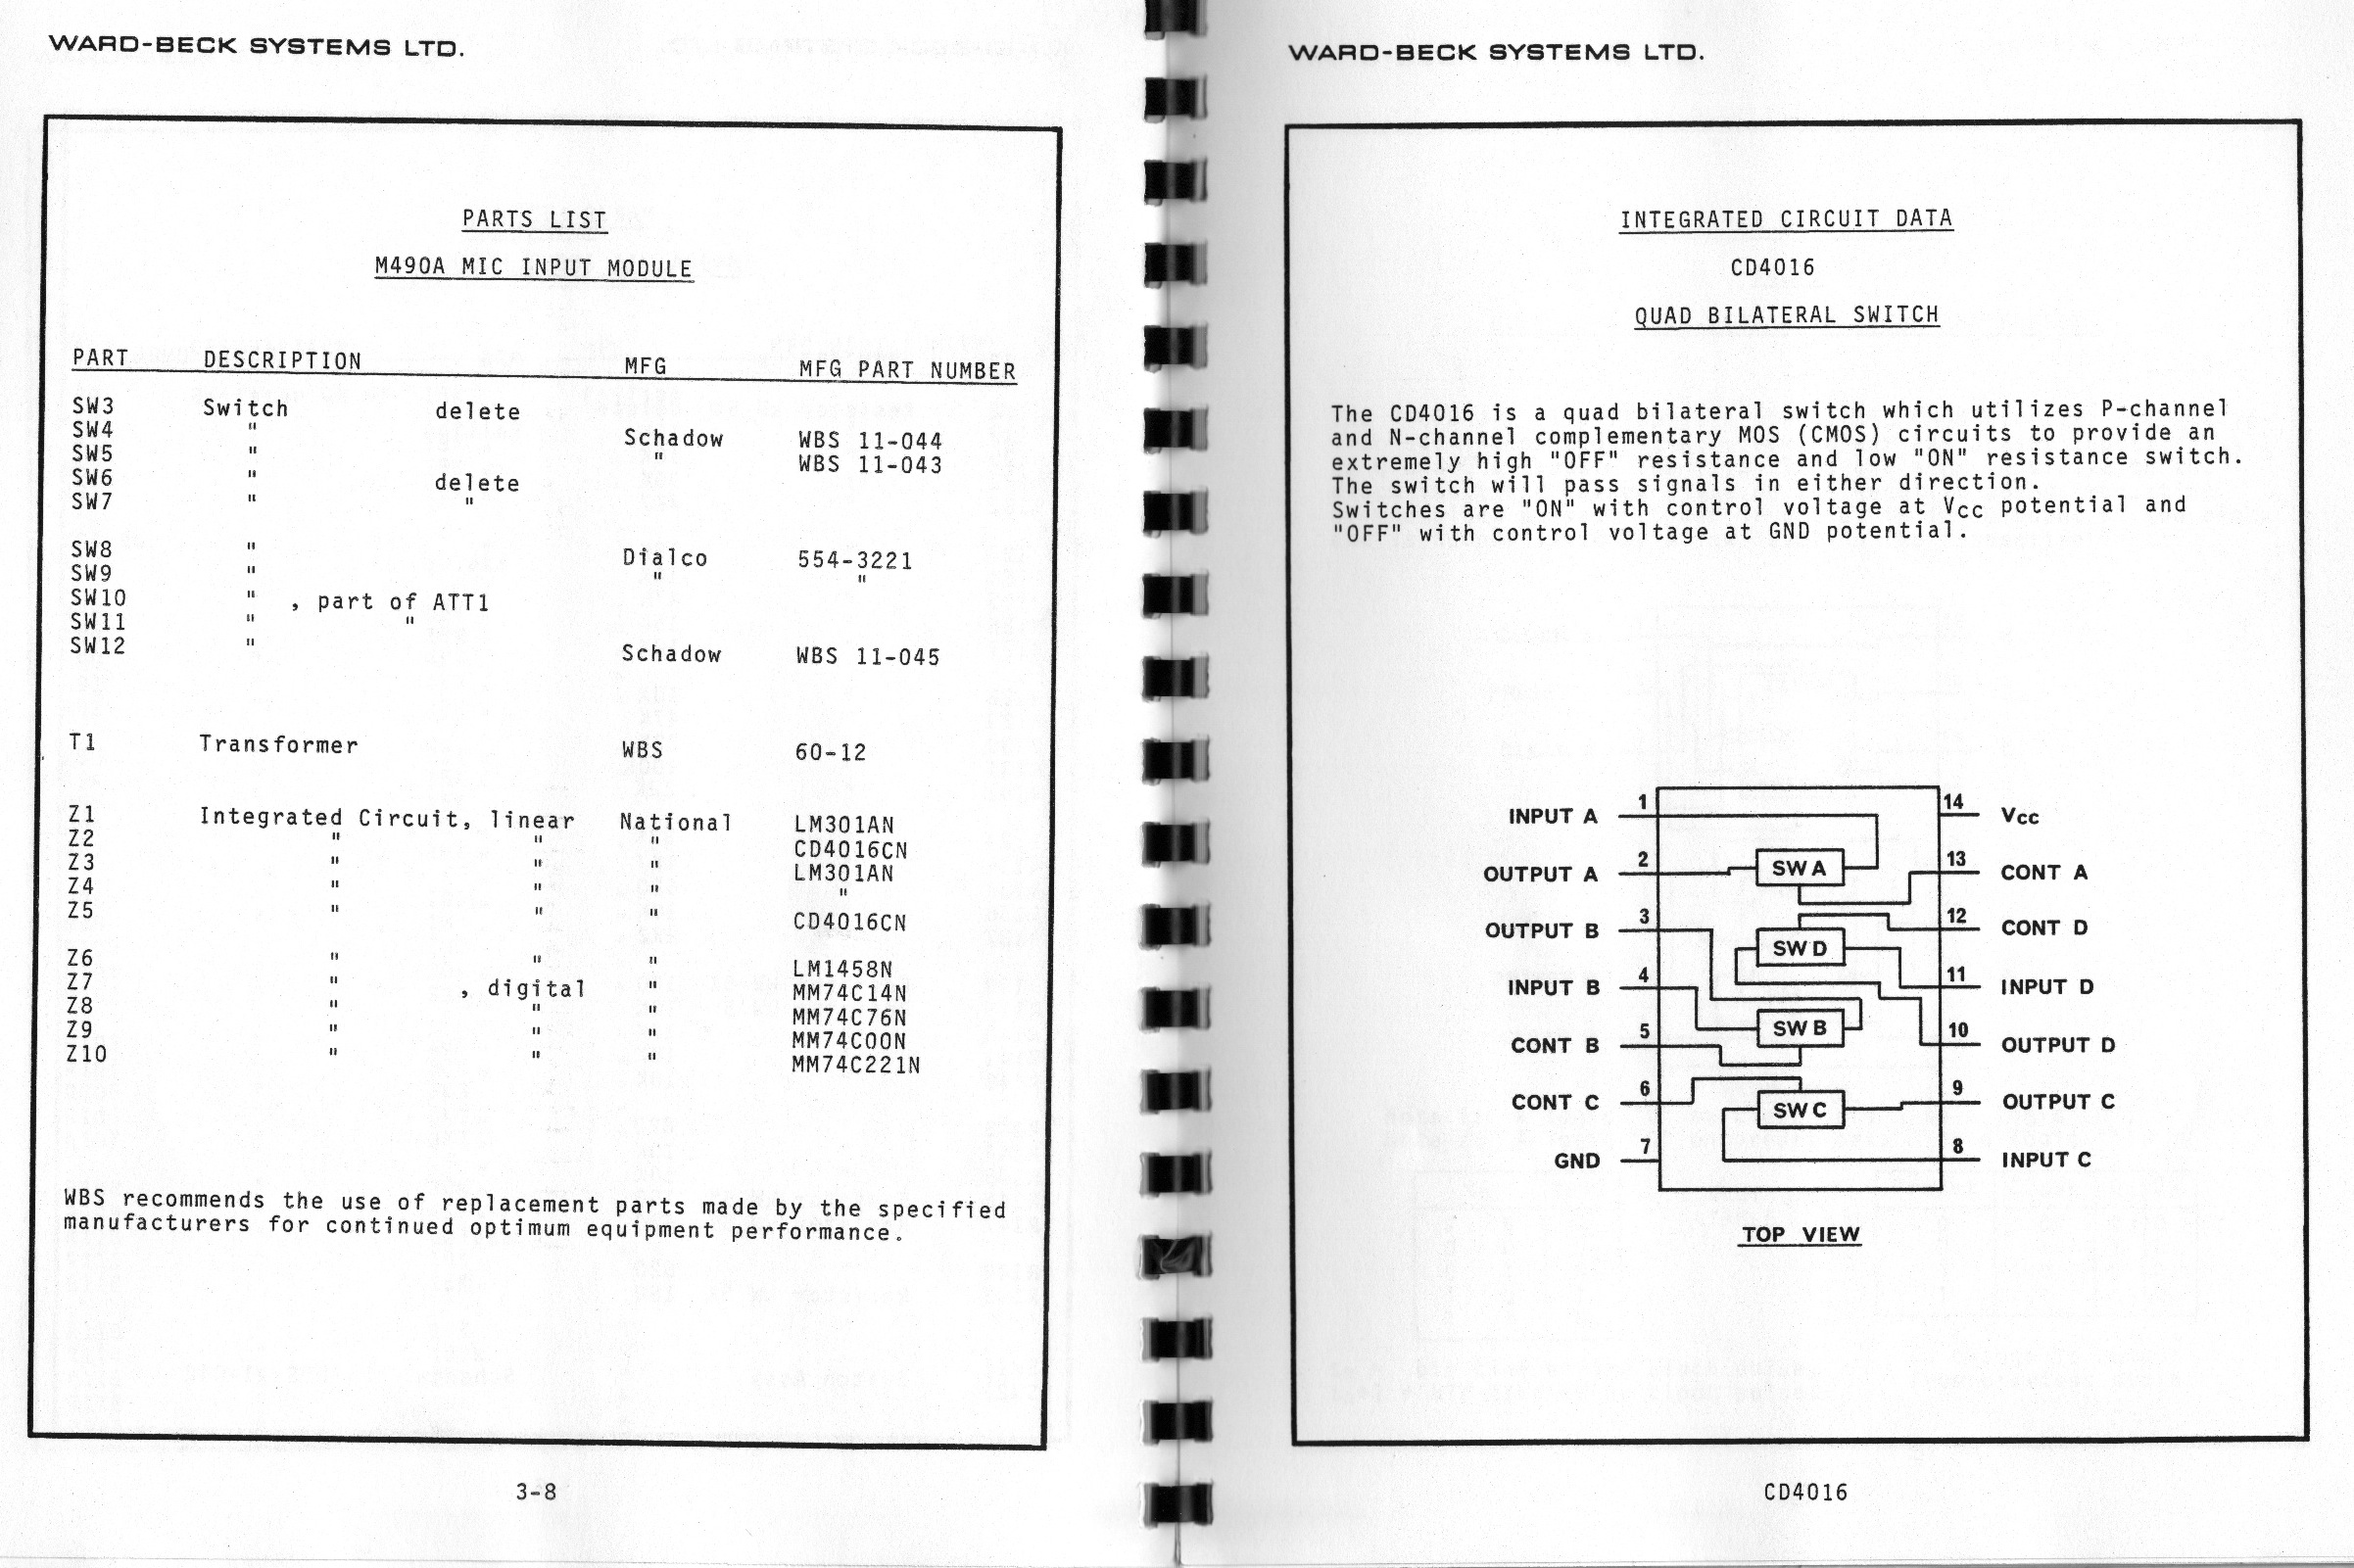 WARD-BECK SYSTEMS LTD.
PARTS LIST
M490A MIC INPUT MODULE
PART DESCRIPTION MFG MFG PART NUMBER
SW3 Switch delete
SW4 " Schadow WBS 11-044
SW5 " " WBS 11-043
SW6 " delete
SW7 " "
SW8 " Dialco 554-3221
SW9 " " "
SW10 " , part of ATT1
SW11 " "
SW12 " Schadow WBS 11-045
T1 Transformer WBS 60-12
Z1 Integrated Circuit, linear National LM301AN
Z2 " " " CD4016CN
Z3 " " " LM301AN
Z4 " " " "
Z5 " " " CD4016CN
Z6 " " " LM1458N
Z7 " , digital " MM74C14N
Z8 " " " MM74C76N
Z9 " " " MM74C00N
Z10 " " " MM74C221N
WBS recommends the use of replacement parts made by the specified
manufacturers for continued optimum equipment performance.
3-8
WARD-BECK SYSTEMS LTD.
INTEGRATED CIRCUIT DATA
CD4016
QUAD BILATERAL SWITCH
The CD4016 is a quad bilateral switch which utilizes P-channel
and N-channel complementary MOS (CMOS) circuits to provide an
extremely high "OFF" resistance and low "ON" resistance switch.
The switch will pass signals in either direction.
Switches are "ON" with control voltage at Vcc potential and
"OFF" with control voltage at GND potential.
INPUT A 1 14 Vcc
OUTPUT A 2 SW A 13 CONT A
OUTPUT B 3 12 CONT D
SW D
INPUT B 4 11 INPUT D
CONT B 5 SW B 10 OUTPUT D
CONT C 6 SW C 9 OUTPUT C
GND 7 8 INPUT C
TOP VIEW
CD4016